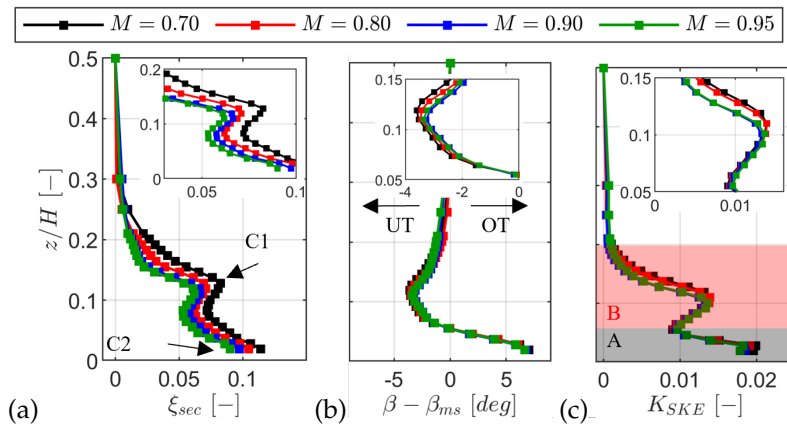 M = 0.70 M = 0.80 M = 0.90 M = 0.95
0.5
0.4
0.3
0.2
0.1
0
z/H [−]
0.2
0.1
0
0.05
0.1
C1
C2
0
0.05
0.1
(a)
ξsec [−]
0.15
0.1
0.05
−4
−2
0
UT
OT
-5
0
5
(b)
β − βms [deg]
0.15
0.1
0.05
0
0.01
B
A
0
0.01
0.02
(c)
KSKE [−]